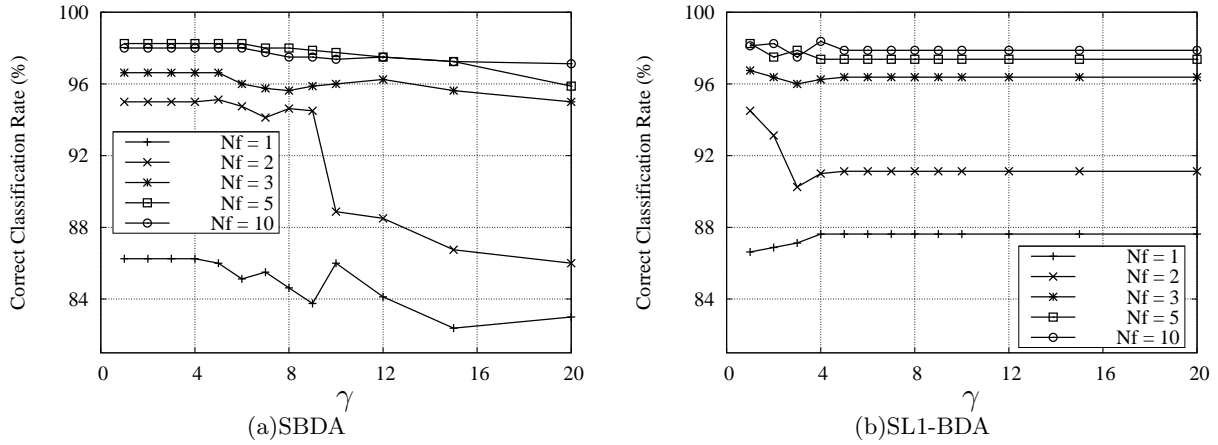 Correct Classification Rate (%)
100
96
92
88
84
0
4
8
12
16
20
Nf = 1
Nf = 2
Nf = 3
Nf = 5
Nf = 10
γ
(a)SBDA
Correct Classification Rate (%)
100
96
92
88
84
0
4
8
12
16
20
Nf = 1
Nf = 2
Nf = 3
Nf = 5
Nf = 10
γ
(b)SL1-BDA